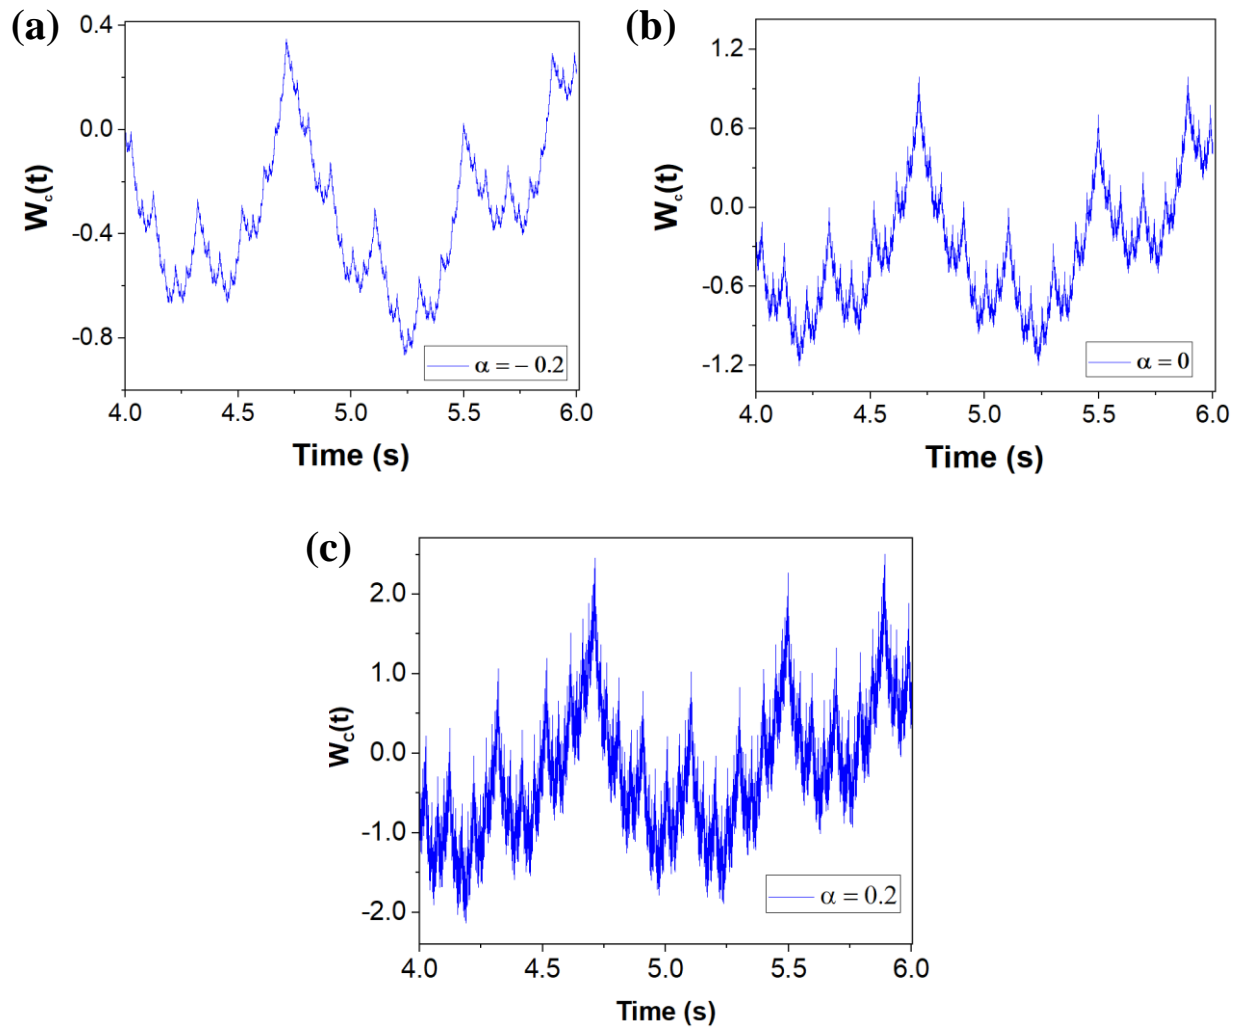 (a)
0.4
0.0
-0.4
-0.8
Wc(t)
α = − 0.2
4.0 4.5 5.0 5.5 6.0
Time (s)
(b)
1.2
0.6
0.0
-0.6
-1.2
Wc(t)
α = 0
4.0 4.5 5.0 5.5 6.0
Time (s)
(c)
2.0
1.0
0.0
-1.0
-2.0
Wc(t)
α = 0.2
4.0 4.5 5.0 5.5 6.0
Time (s)